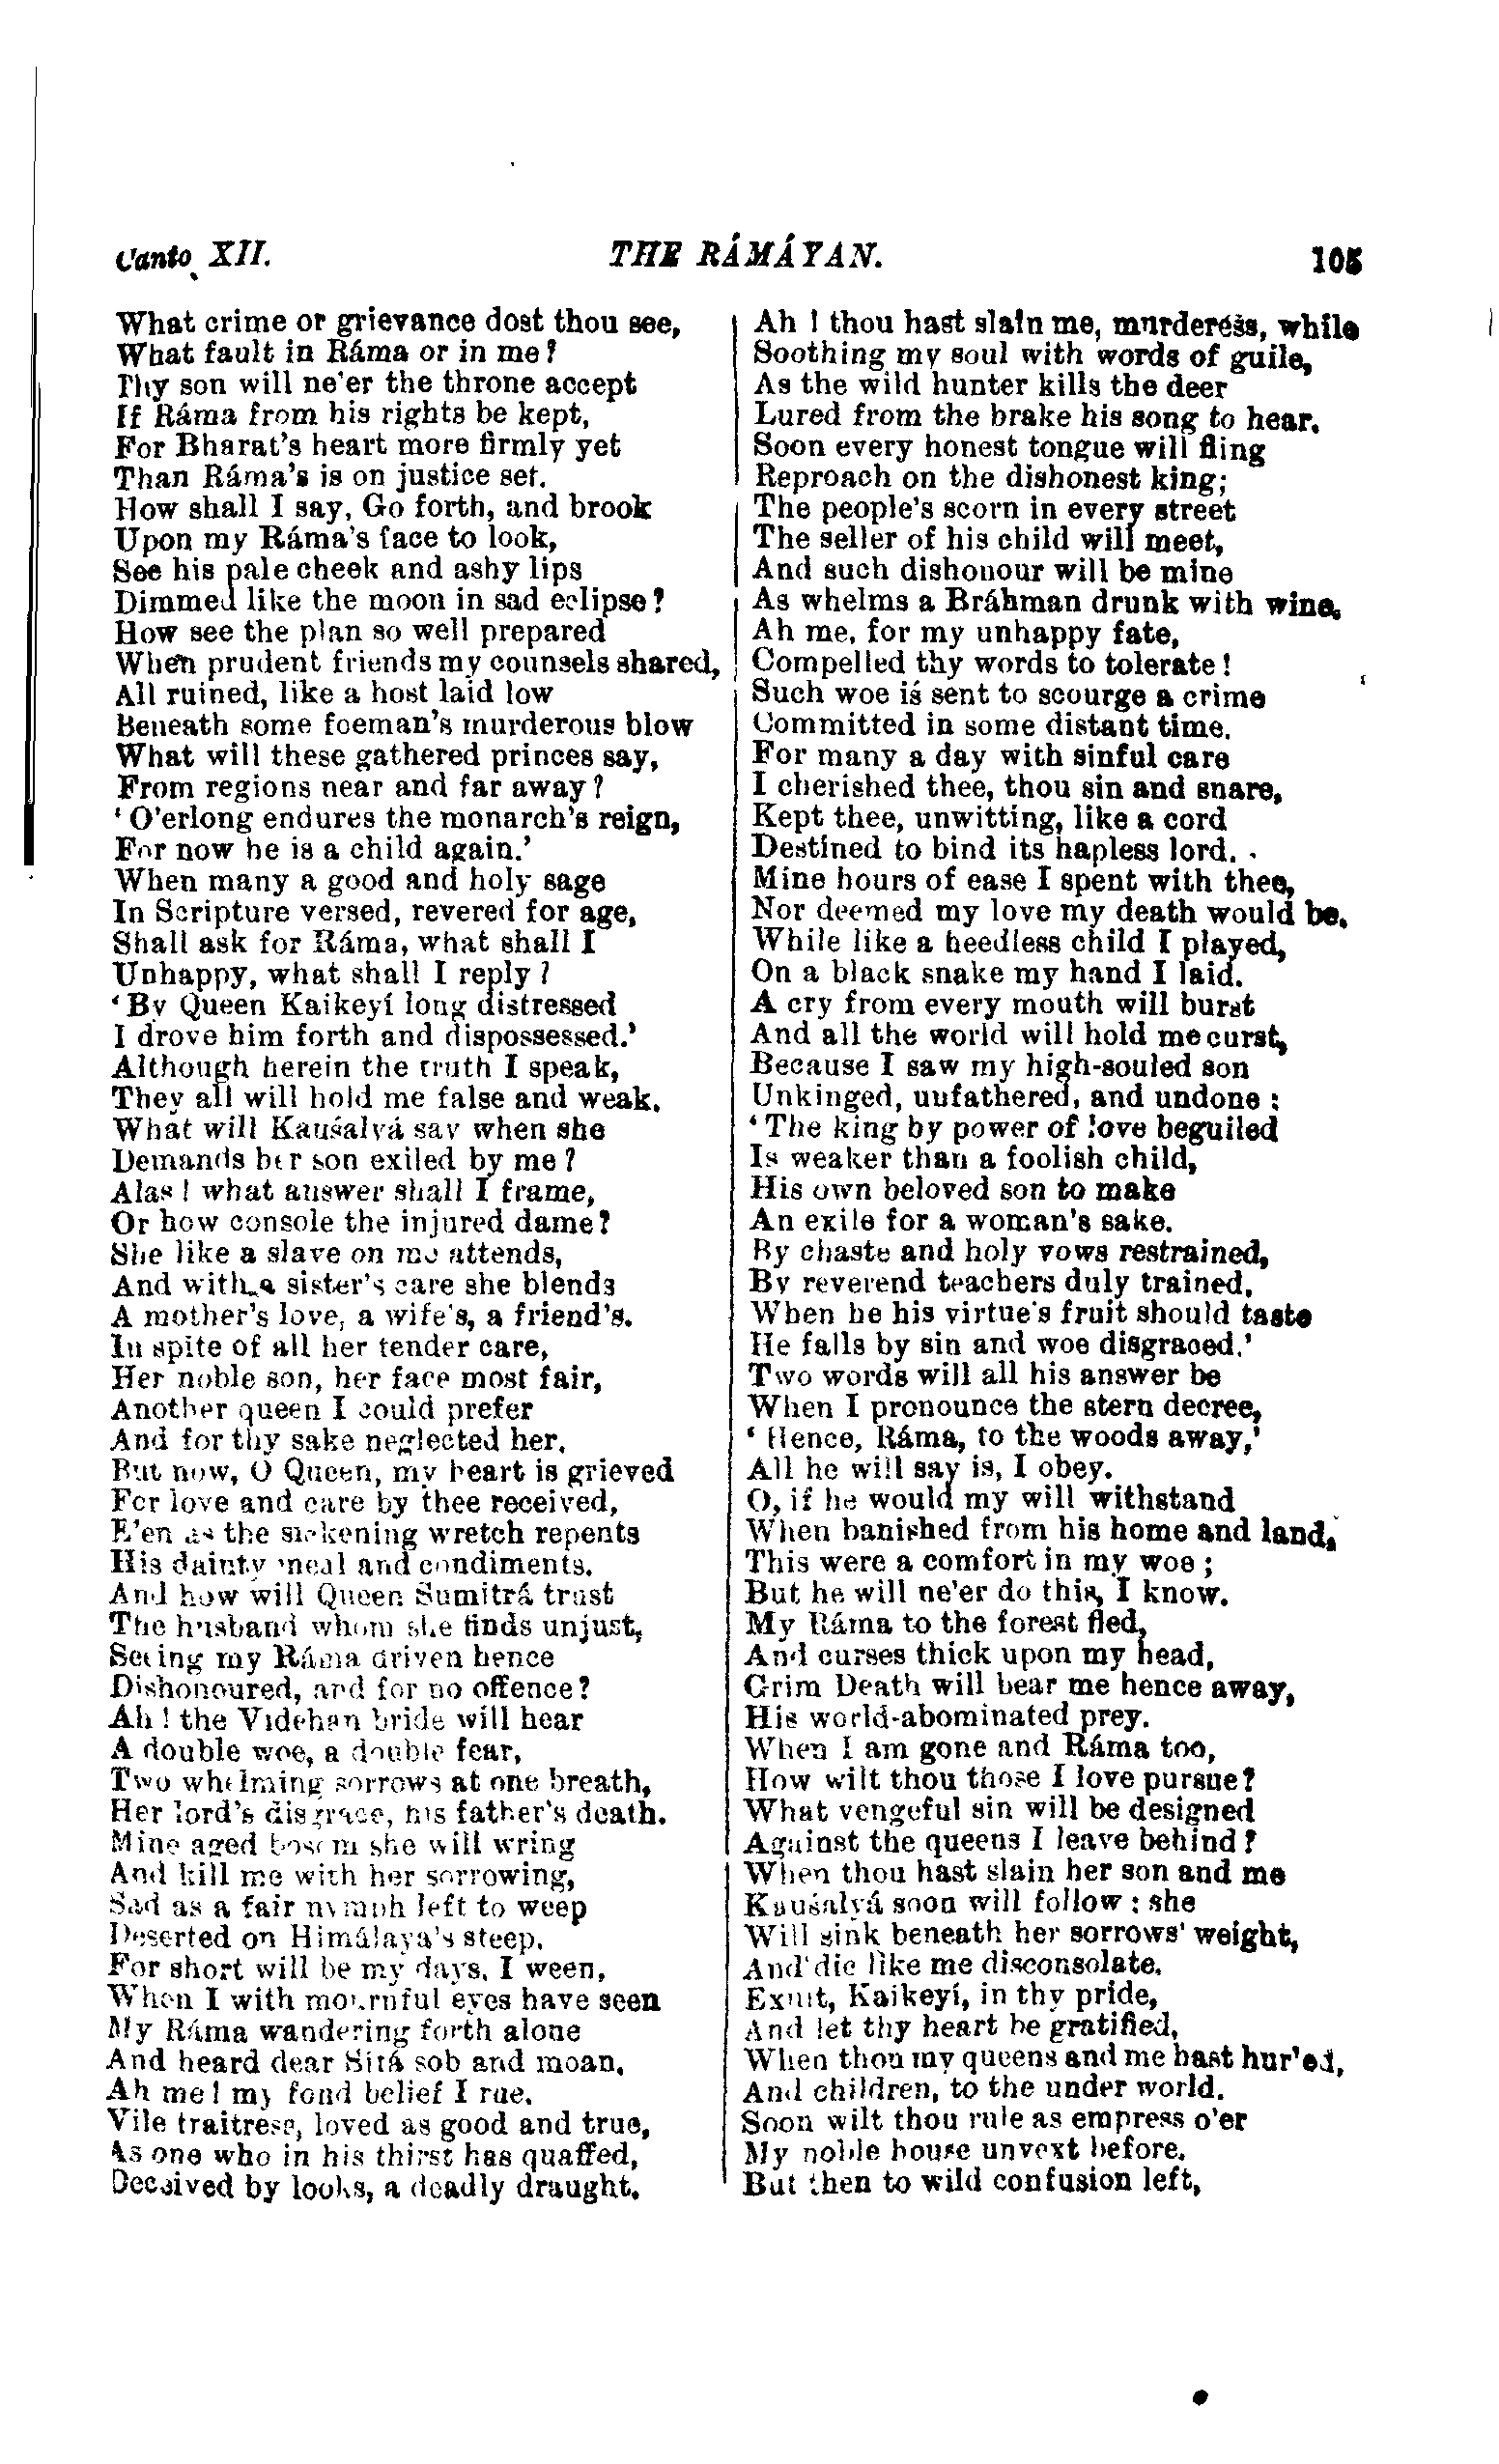 Canto XII.
THE RÁMÁYAN.
105
What crime or grievance dost thou see,
What fault in Ráma or in me?
Thy son will ne'er the throne accept
If Ráma from his rights be kept,
For Bharat's heart more firmly yet
Than Ráma's is on justice set.
How shall I say, Go forth, and brook
Upon my Ráma's face to look,
See his pale cheek and ashy lips
Dimmed like the moon in sad eclipse?
How see the plan so well prepared
When prudent friends my counsels shared,
All ruined, like a host laid low
Beneath some foeman's murderous blow
What will these gathered princes say,
From regions near and far away?
'O'erlong endures the monarch's reign,
For now he is a child again.'
When many a good and holy sage
In Scripture versed, revered for age,
Shall ask for Ráma, what shall I
Unhappy, what shall I reply?
'By Queen Kaikeyí long distressed
I drove him forth and dispossessed.'
Although herein the truth I speak,
They all will hold me false and weak.
What will Kauśalyá say when she
Demands her son exiled by me?
Alas! what answer shall I frame,
Or how console the injured dame?
She like a slave on me attends,
And with a sister's care she blends
A mother's love, a wife's, a friend's.
In spite of all her tender care,
Her noble son, her face most fair,
Another queen I could prefer
And for thy sake neglected her.
But now, O Queen, my heart is grieved
For love and care by thee received,
E'en as the sickening wretch repents
His dainty meal and condiments.
And how will Queen Sumitrá trust
The husband whom she finds unjust,
Seeing my Ráma driven hence
Dishonoured, and for no offence?
Ah! the Videhan bride will hear
A double woe, a double fear,
Two whelming sorrows at one breath,
Her lord's disgrace, his father's death.
Mine aged bosom she will wring
And kill me with her sorrowing,
Sad as a fair nymph left to weep
Deserted on Himálaya's steep.
For short will be my days, I ween,
When I with mournful eyes have seen
My Ráma wandering forth alone
And heard dear Sítá sob and moan.
Ah me! my fond belief I rue.
Vile traitress, loved as good and true,
As one who in his thirst has quaffed,
Deceived by looks, a deadly draught.
Ah! thou hast slain me, murderess, while
Soothing my soul with words of guile,
As the wild hunter kills the deer
Lured from the brake his song to hear.
Soon every honest tongue will fling
Reproach on the dishonest king;
The people's scorn in every street
The seller of his child will meet,
And such dishonour will be mine
As whelms a Bráhman drunk with wine.
Ah me, for my unhappy fate,
Compelled thy words to tolerate!
Such woe is sent to scourge a crime
Committed in some distant time.
For many a day with sinful care
I cherished thee, thou sin and snare,
Kept thee, unwitting, like a cord
Destined to bind its hapless lord.
Mine hours of ease I spent with thee,
Nor deemed my love my death would be,
While like a heedless child I played,
On a black snake my hand I laid.
A cry from every mouth will burst
And all the world will hold me curst,
Because I saw my high-souled son
Unkinged, unfathered, and undone:
'The king by power of love beguiled
Is weaker than a foolish child,
His own beloved son to make
An exile for a woman's sake.
By chaste and holy vows restrained,
By reverend teachers duly trained,
When he his virtue's fruit should taste
He falls by sin and woe disgraced.'
Two words will all his answer be
When I pronounce the stern decree,
'Hence, Ráma, to the woods away,'
All he will say is, I obey.
O, if he would my will withstand
When banished from his home and land,
This were a comfort in my woe;
But he will ne'er do this, I know.
My Ráma to the forest fled,
And curses thick upon my head,
Grim Death will bear me hence away,
His world-abominated prey.
When I am gone and Ráma too,
How wilt thou those I love pursue?
What vengeful sin will be designed
Against the queens I leave behind?
When thou hast slain her son and me
Kauśalyá soon will follow: she
Will sink beneath her sorrows' weight,
And die like me disconsolate.
Exult, Kaikeyí, in thy pride,
And let thy heart be gratified,
When thou my queens and me hast hurled,
And children, to the under world.
Soon wilt thou rule as empress o'er
My noble house unvext before.
But then to wild confusion left,